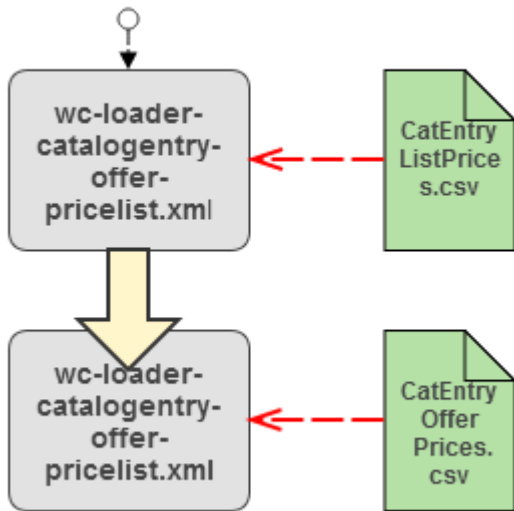 wc-loader-
catalogentry-
offer-
pricelist.xml
CatEntry
ListPrice
s.csv
wc-loader-
catalogentry-
offer-
pricelist.xml
CatEntry
Offer
Prices.
csv